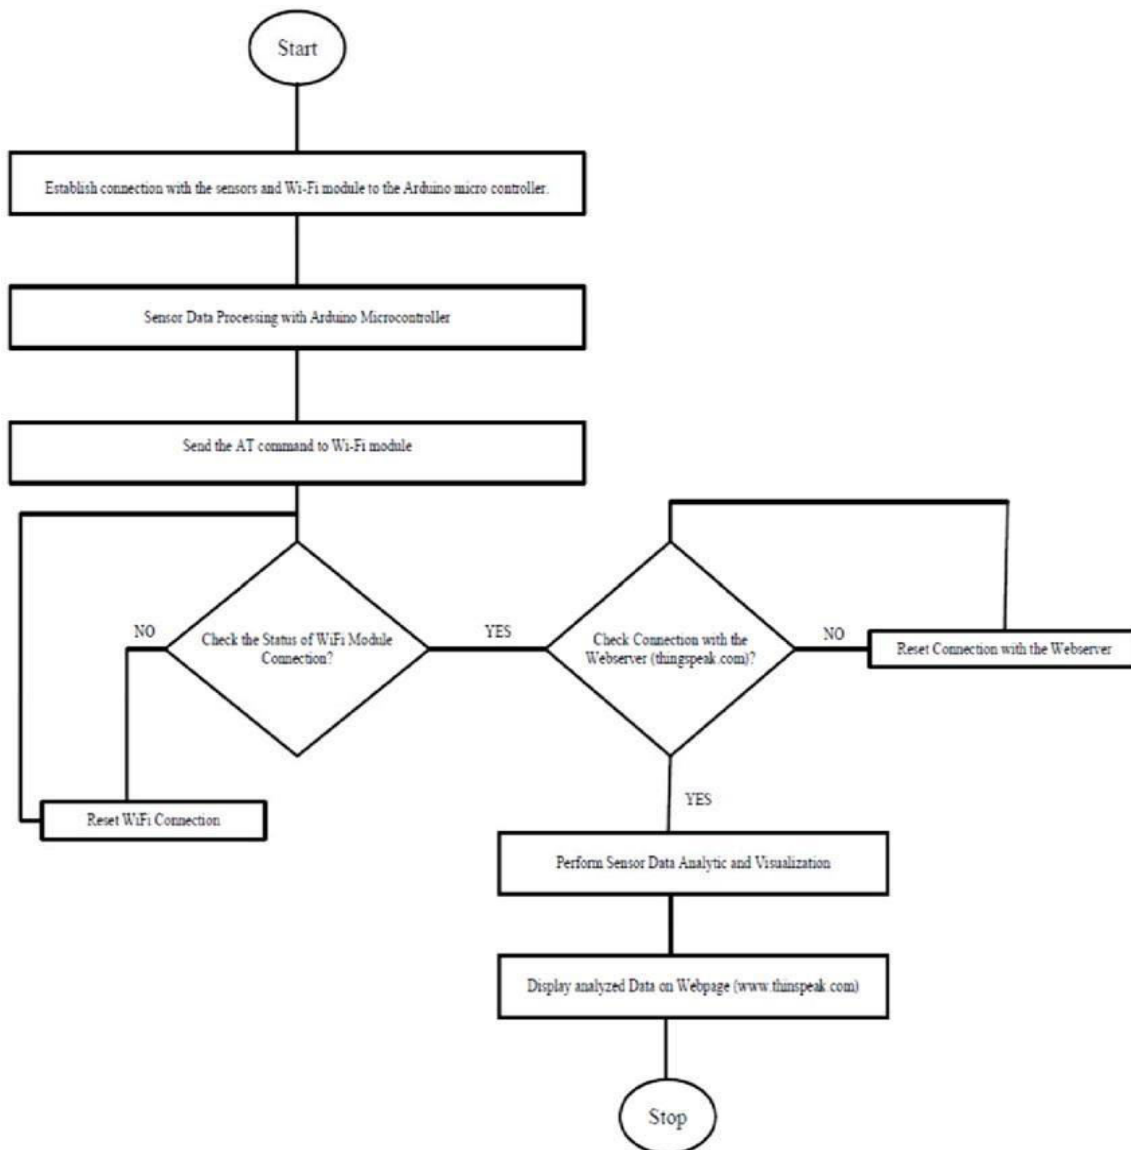 Start
Establish connection with the sensors and Wi-Fi module to the Arduino micro controller.
Sensor Data Processing with Arduino Microcontroller
Send the AT command to Wi-Fi module
NO
Check the Status of WiFi Module
Connection?
YES
Check Connection with the
Webserver (thingspeak.com)?
NO
Reset Connection with the Webserver
Reset WiFi Connection
YES
Perform Sensor Data Analytic and Visualization
Display analyzed Data on Webpage (www.thinspeak.com)
Stop